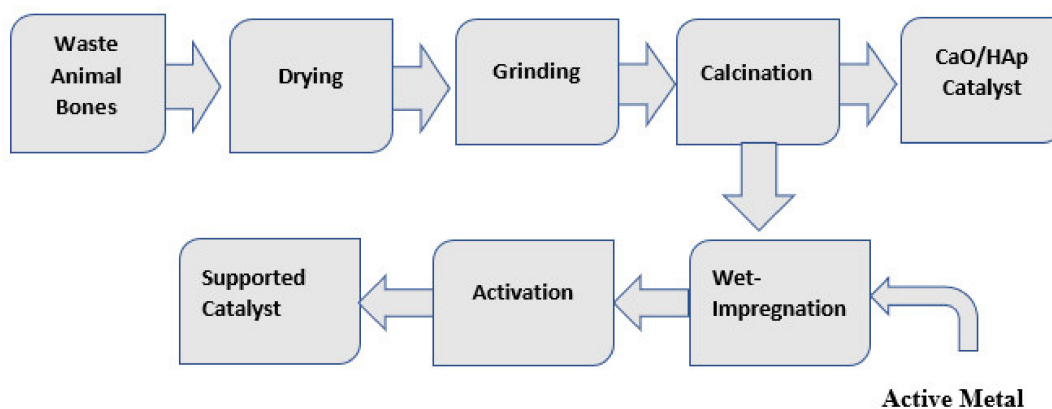 Waste
Animal
Bones
Drying
Grinding
Calcination
CaO/HAp
Catalyst
Supported
Catalyst
Activation
Wet-
Impregnation
Active Metal